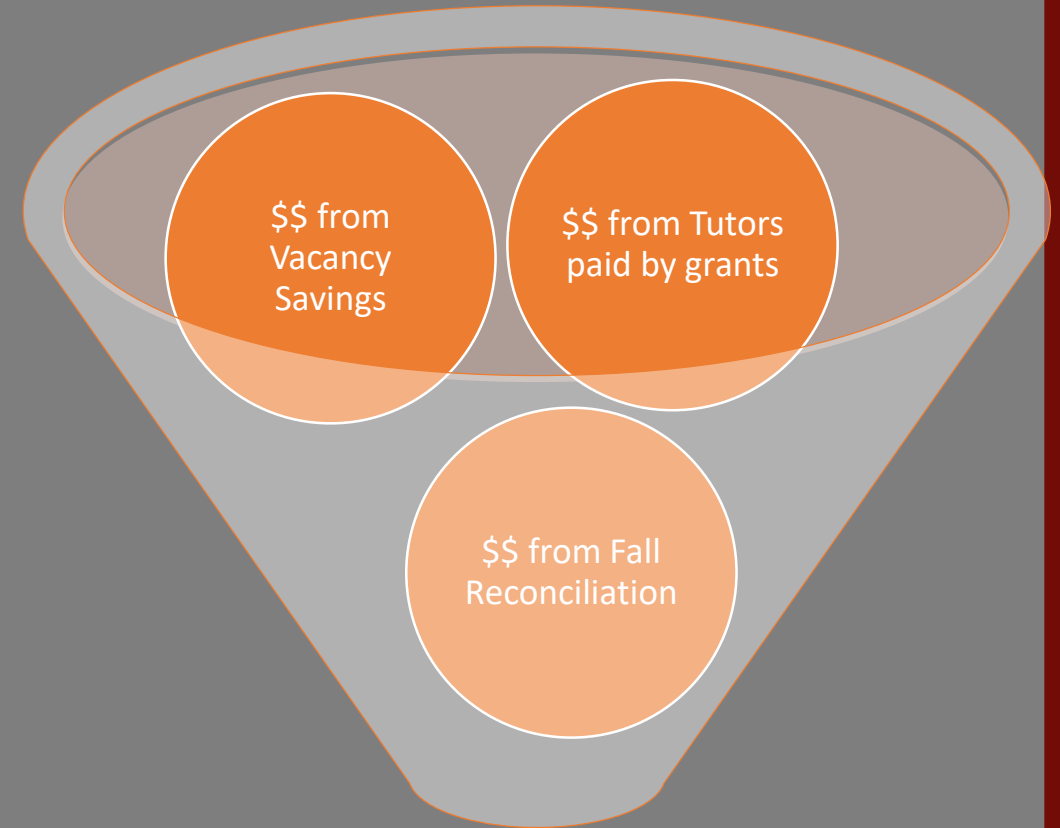 $$ from
Vacancy
Savings
$$ from Tutors
paid by grants
$$ from Fall
Reconciliation